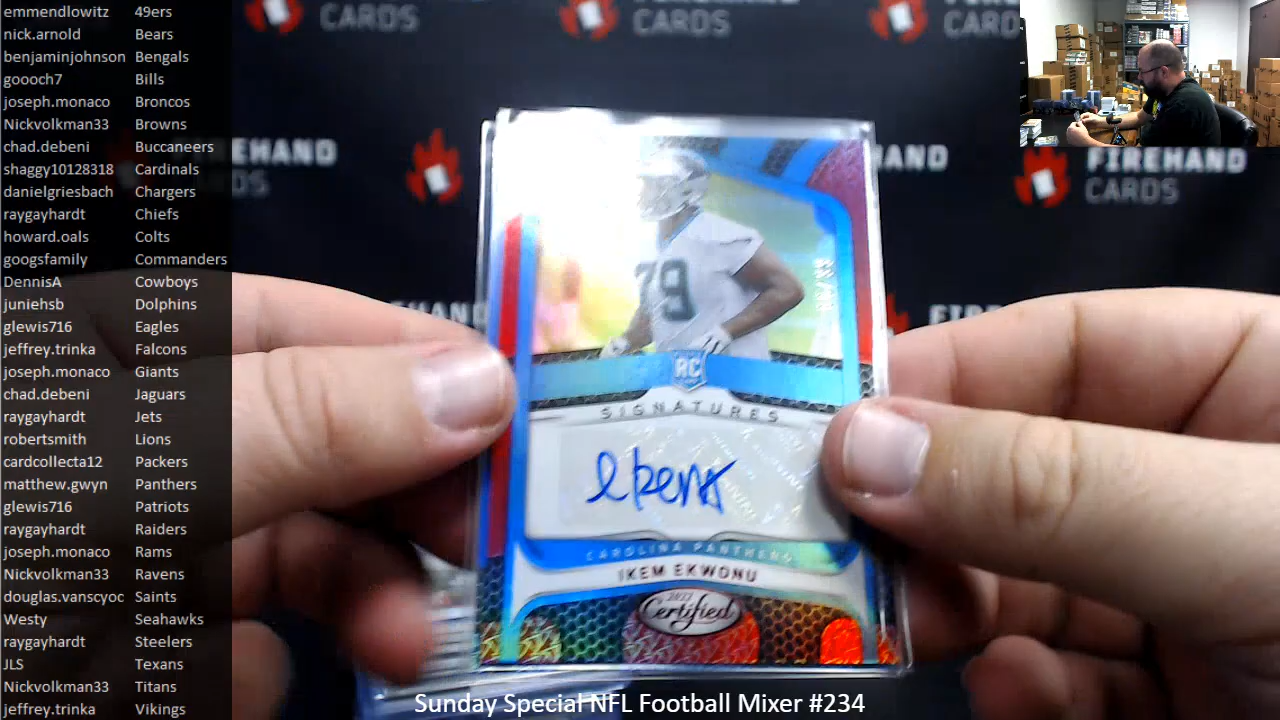 emmendlowitz 49ers
nick.arnold Bears
benjaminjohnson Bengals
goooch7 Bills
joseph.monaco Broncos
Nickvolkman33 Browns
chad.debeni Buccaneers
shaggy10128318 Cardinals
danielgriesbach Chargers
raygayhardt Chiefs
howard.oals Colts
googsfamily Commanders
DennisA Cowboys
juniehsb Dolphins
glewis716 Eagles
jeffrey.trinka Falcons
joseph.monaco Giants
chad.debeni Jaguars
raygayhardt Jets
robertsmith Lions
cardcollecta12 Packers
matthew.gwyn Panthers
glewis716 Patriots
raygayhardt Raiders
joseph.monaco Rams
Nickvolkman33 Ravens
douglas.vanscyoc Saints
Westy Seahawks
raygayhardt Steelers
JLS Texans
Nickvolkman33 Titans
jeffrey.trinka Vikings
CARDS
CARDS
FIREHAND
CARDS
79
RC
SIGNATURES
CAROLINA PANTHERS
IKEM EKWONU
2022
Certified
Sunday Special NFL Football Mixer #234